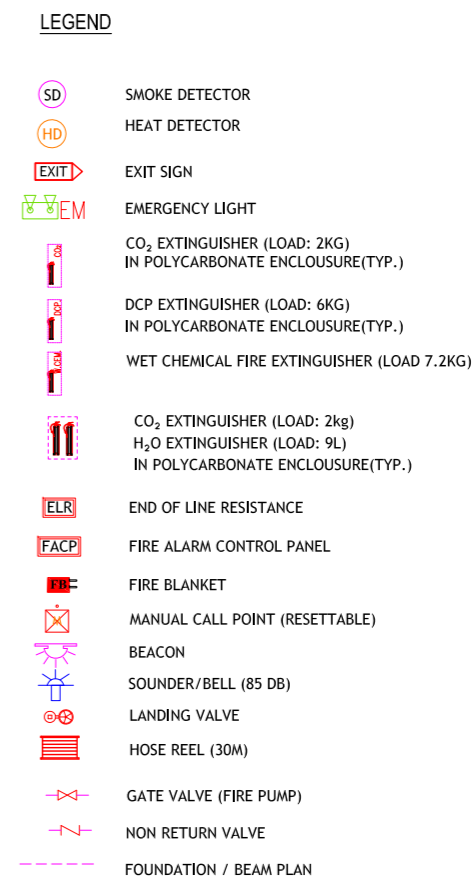 LEGEND
SD SMOKE DETECTOR
HD HEAT DETECTOR
EXIT EXIT SIGN
EM EMERGENCY LIGHT
CO₂ CO₂ EXTINGUISHER (LOAD: 2KG)
IN POLYCARBONATE ENCLOUSURE(TYP.)
DCP DCP EXTINGUISHER (LOAD: 6KG)
IN POLYCARBONATE ENCLOUSURE(TYP.)
WET CHEMICAL FIRE EXTINGUISHER (LOAD 7.2KG)
CO₂ EXTINGUISHER (LOAD: 2kg)
H₂O EXTINGUISHER (LOAD: 9L)
IN POLYCARBONATE ENCLOUSURE(TYP.)
ELR END OF LINE RESISTANCE
FACP FIRE ALARM CONTROL PANEL
FB FIRE BLANKET
M MANUAL CALL POINT (RESETTABLE)
BEACON
SOUNDER/BELL (85 DB)
LANDING VALVE
HOSE REEL (30M)
GATE VALVE (FIRE PUMP)
NON RETURN VALVE
FOUNDATION / BEAM PLAN